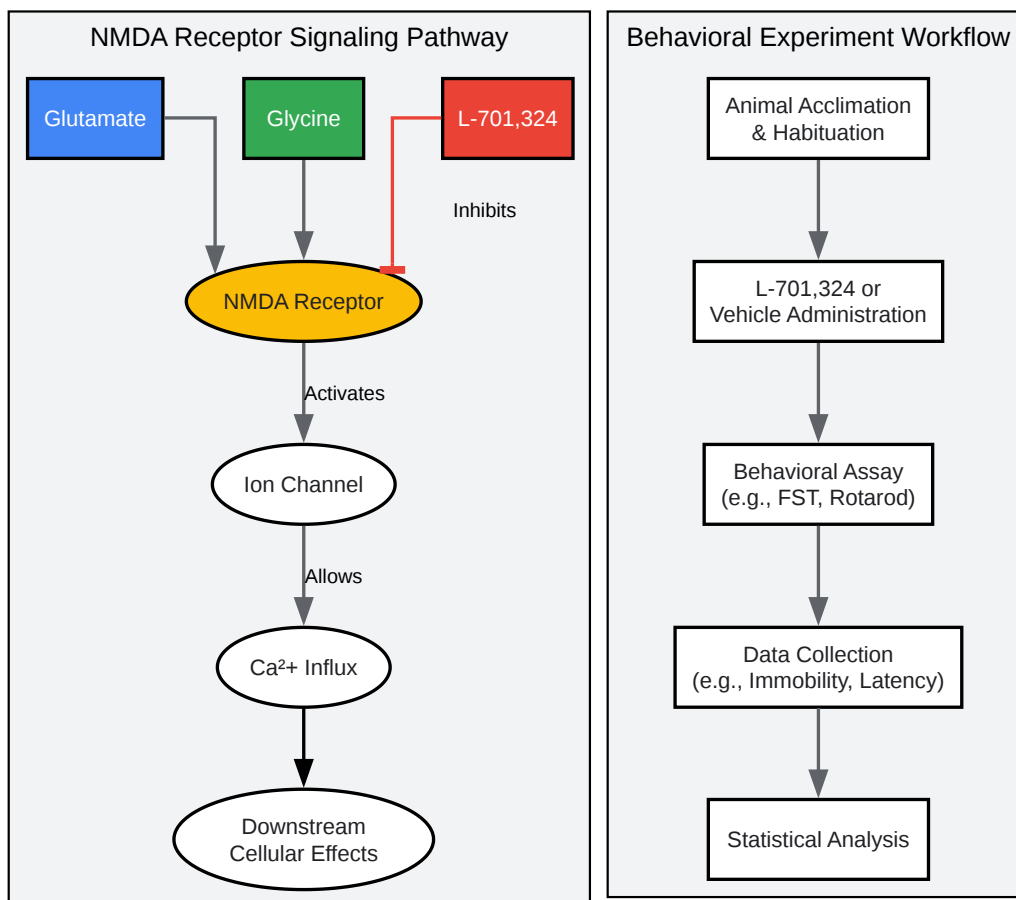 NMDA Receptor Signaling Pathway
Glutamate
Glycine
L-701,324
Inhibits
NMDA Receptor
Activates
Ion Channel
Allows
Ca²+ Influx
Downstream
Cellular Effects
Behavioral Experiment Workflow
Animal Acclimation
& Habituation
L-701,324 or
Vehicle Administration
Behavioral Assay
(e.g., FST, Rotarod)
Data Collection
(e.g., Immobility, Latency)
Statistical Analysis